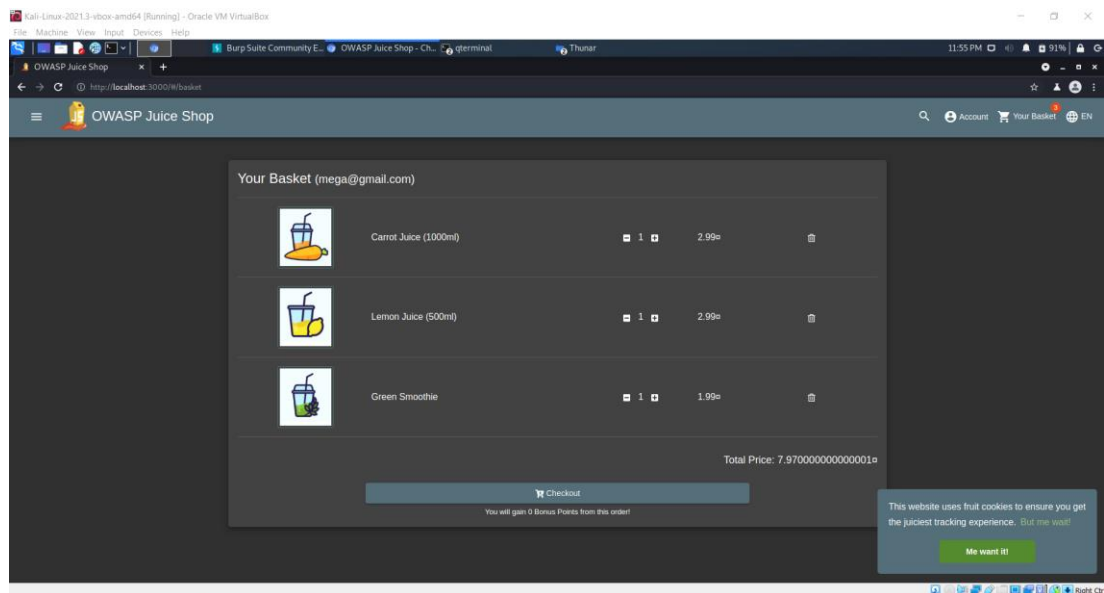 Kali-Linux-2021.3-vbox-amd64 [Running] - Oracle VM VirtualBox
File Machine View Input Devices Help
Burp Suite Community E... OWASP Juice Shop - Ch... qterminal Thunar 11:55 PM 91%
OWASP Juice Shop
http://localhost:3000/#/basket
OWASP Juice Shop Account Your Basket 3 EN
Your Basket (mega@gmail.com)
Carrot Juice (1000ml) 1 2.99¤
Lemon Juice (500ml) 1 2.99¤
Green Smoothie 1 1.99¤
Total Price: 7.970000000000001¤
Checkout
You will gain 0 Bonus Points from this order!
This website uses fruit cookies to ensure you get
the juiciest tracking experience. But me wait!
Me want it!
Right Ctr